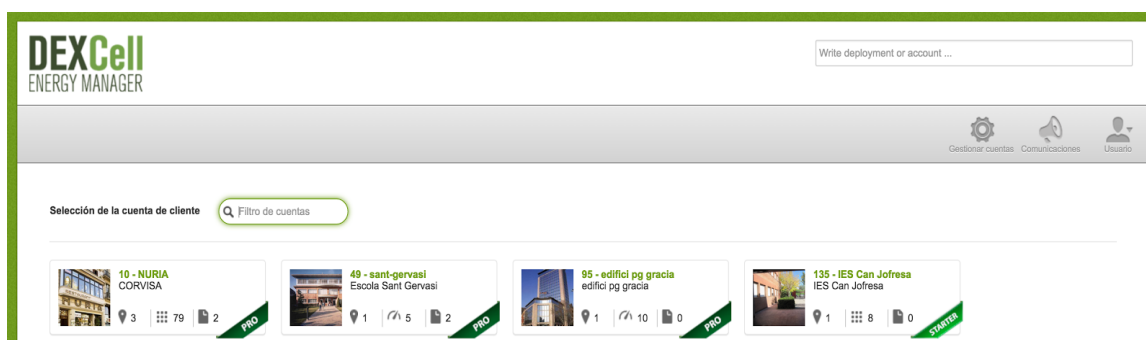 DEXCell
ENERGY MANAGER
Write deployment or account ...
Gestionar cuentas Comunicaciones Usuario
Selección de la cuenta de cliente Filtro de cuentas
10 - NURIA
CORVISA
3 79 2
PRO
49 - sant-gervasi
Escola Sant Gervasi
1 5 2
PRO
95 - edifici pg gracia
edifici pg gracia
1 10 0
PRO
135 - IES Can Jofresa
IES Can Jofresa
1 8 0
STARTER